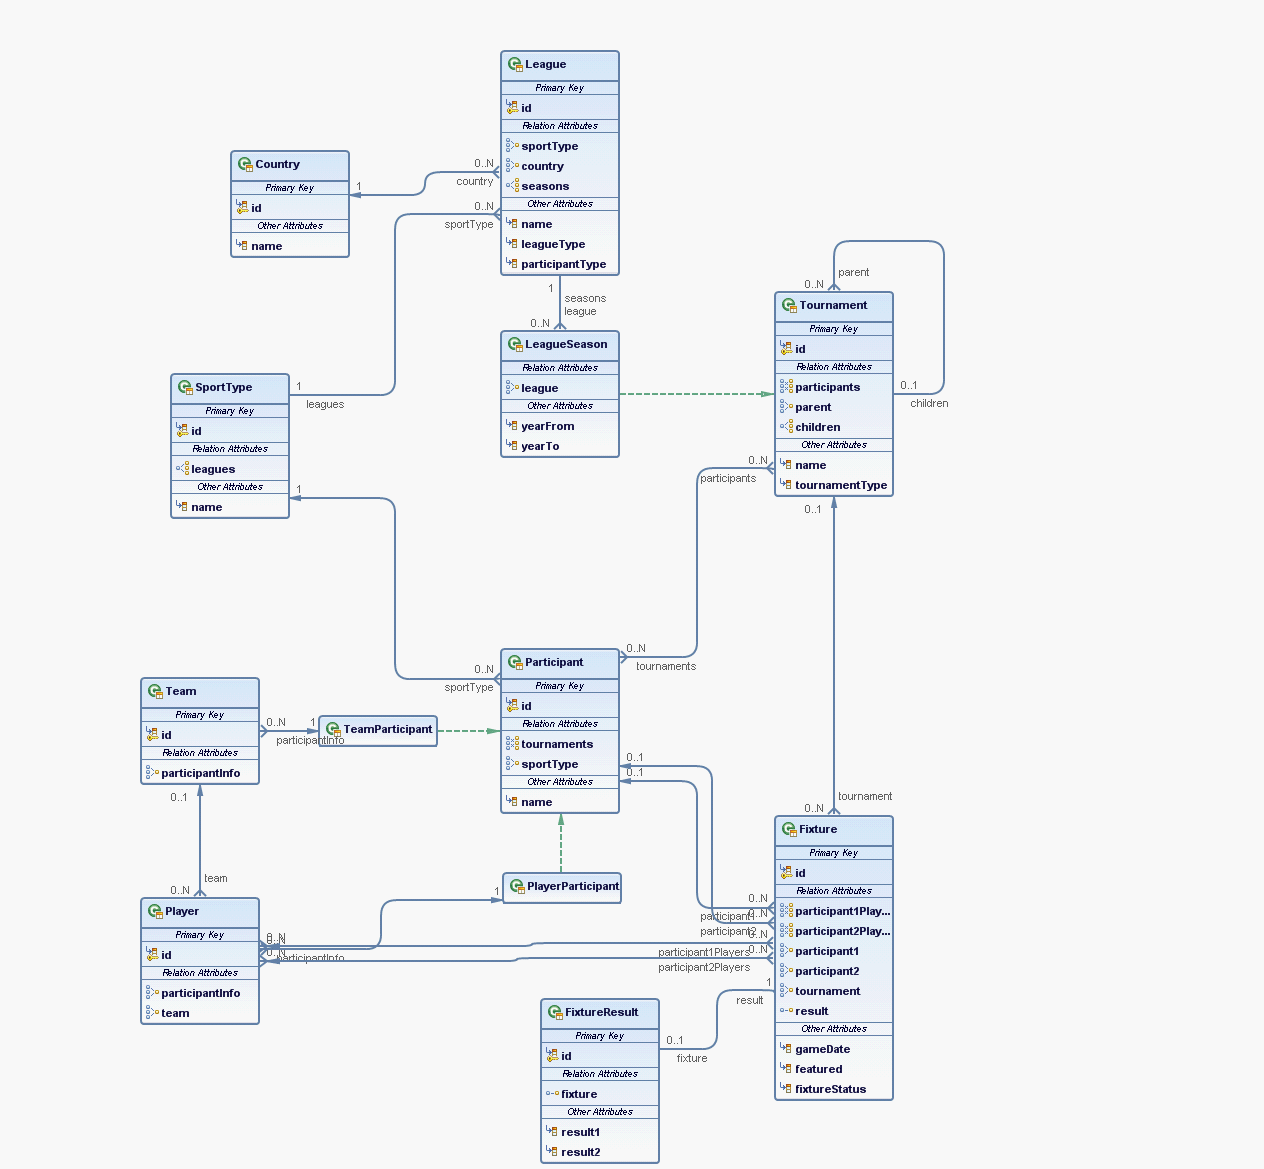 League
Primary Key
id
Relation Attributes
sportType
country
seasons
Other Attributes
name
leagueType
participantType
Country
Primary Key
id
Other Attributes
name
1
0..N
country
0..N
sportType
1
seasons
league
0..N
LeagueSeason
Relation Attributes
league
Other Attributes
yearFrom
yearTo
parent
0..N
Tournament
Primary Key
id
Relation Attributes
participants
parent
children
Other Attributes
name
tournamentType
0..1
children
SportType
Primary Key
id
Relation Attributes
leagues
Other Attributes
name
1
leagues
1
0..N
participants
0..1
Participant
Primary Key
id
Relation Attributes
tournaments
sportType
Other Attributes
name
0..N
tournaments
0..N
sportType
0..1
0..1
Team
Primary Key
id
Relation Attributes
participantInfo
0..N
1
participantInfo
TeamParticipant
0..1
team
0..N
Player
Primary Key
id
Relation Attributes
participantInfo
team
1
PlayerParticipant
0..N
0..N
0..N
participantInfo
tournament
0..N
Fixture
Primary Key
id
Relation Attributes
participant1Play...
participant2Play...
participant1
participant2
tournament
result
Other Attributes
gameDate
featured
fixtureStatus
0..N
participant1
0..N
participant2
0..N
participant1Players
0..N
participant2Players
1
result
FixtureResult
Primary Key
id
Relation Attributes
fixture
Other Attributes
result1
result2
0..1
fixture